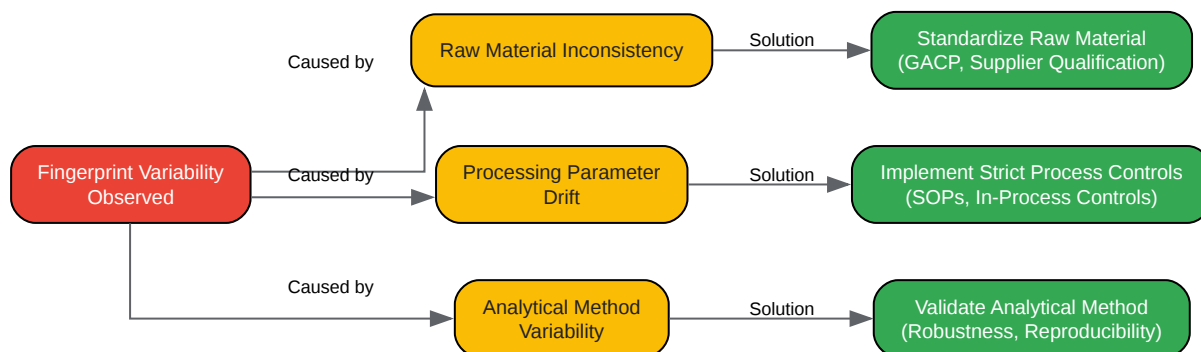 Caused by
Raw Material Inconsistency
Solution
Standardize Raw Material
(GACP, Supplier Qualification)
Fingerprint Variability
Observed
Caused by
Processing Parameter
Drift
Solution
Implement Strict Process Controls
(SOPs, In-Process Controls)
Caused by
Analytical Method
Variability
Solution
Validate Analytical Method
(Robustness, Reproducibility)